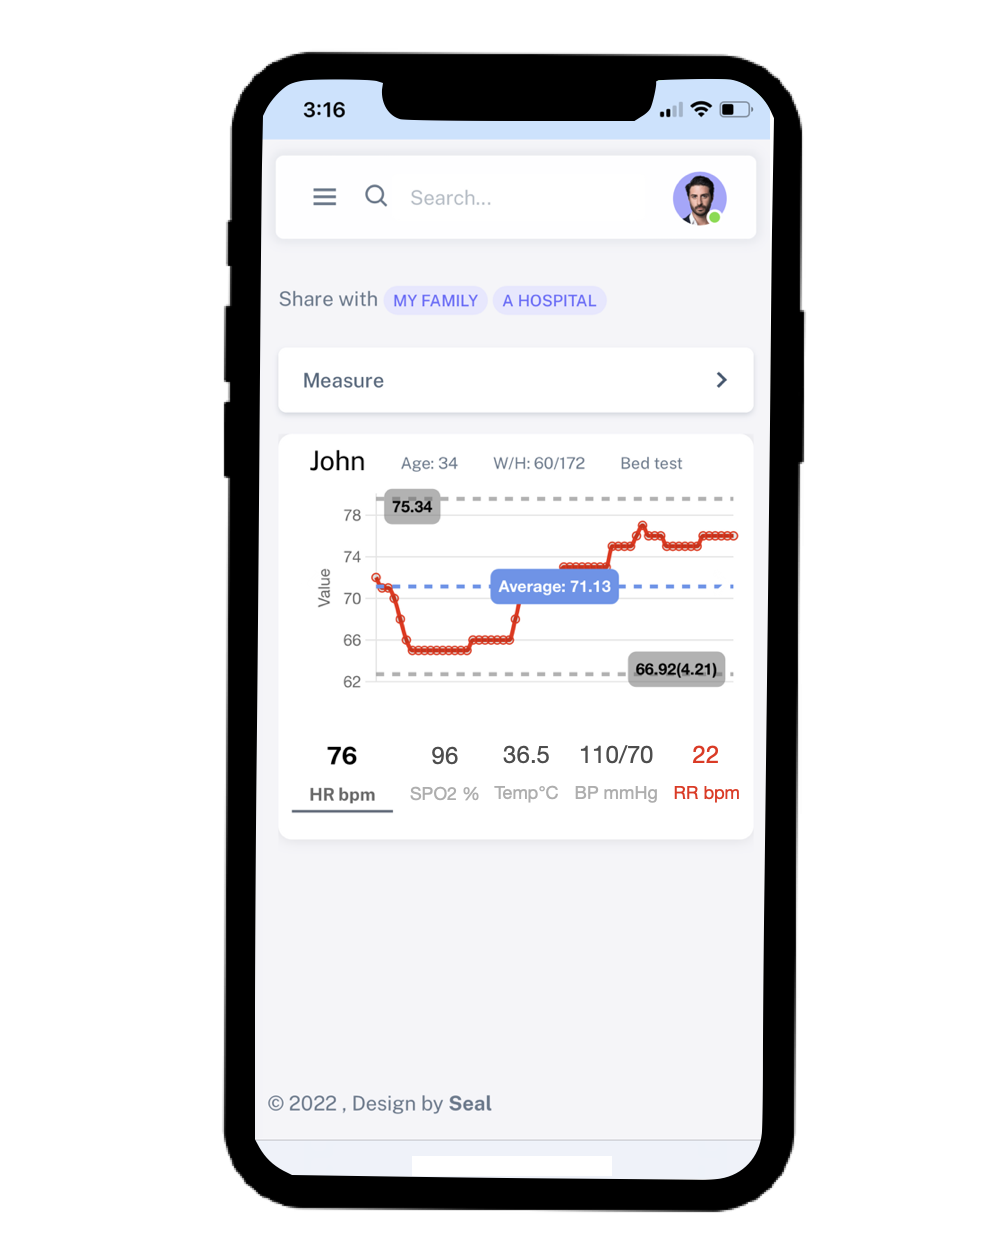 3:16
Search...
Share with MY FAMILY A HOSPITAL
Measure
John Age: 34 W/H: 60/172 Bed test
75.34
78
74
Value
Average: 71.13
70
66
66.92(4.21)
62
76 96 36.5 110/70 22
HR bpm SPO2 % Temp°C BP mmHg RR bpm
© 2022 , Design by Seal